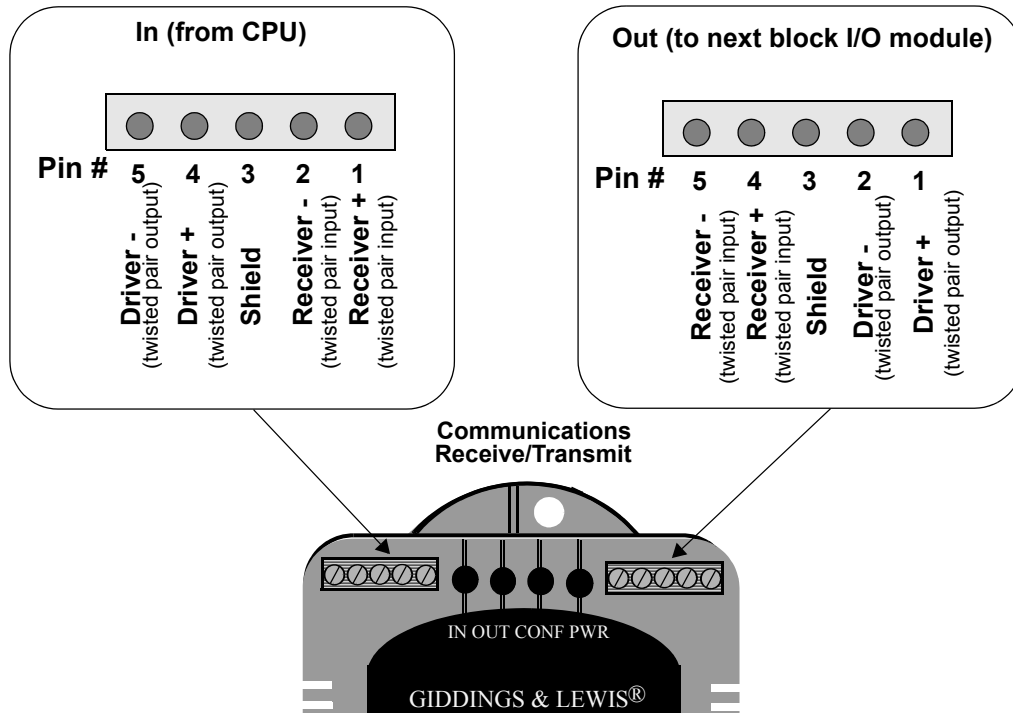 In (from CPU)
Pin # 5 4 3 2 1
Driver -
(twisted pair output)
Driver +
(twisted pair output)
Shield
Receiver -
(twisted pair input)
Receiver +
(twisted pair input)
Out (to next block I/O module)
Pin # 5 4 3 2 1
Receiver -
(twisted pair input)
Receiver +
(twisted pair input)
Shield
Driver -
(twisted pair output)
Driver +
(twisted pair output)
Communications
Receive/Transmit
IN OUT CONF PWR
GIDDINGS & LEWIS®